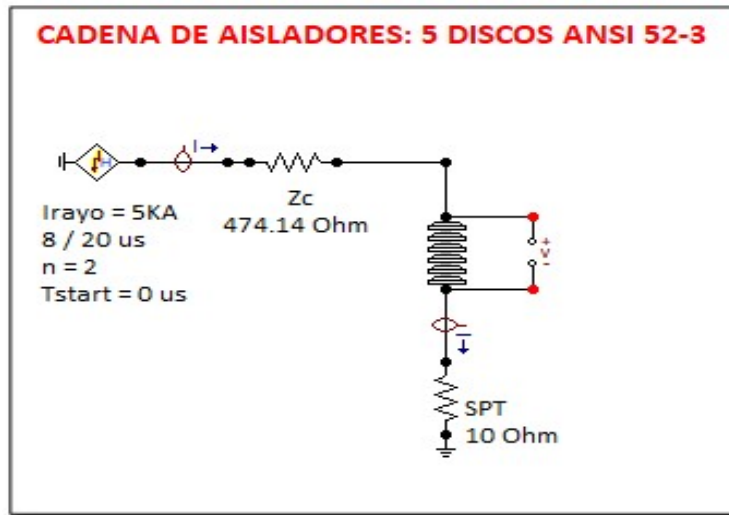 CADENA DE AISLADORES: 5 DISCOS ANSI 52-3
H
I
Zc
474.14 Ohm
Irayo = 5KA
8 / 20 us
n = 2
Tstart = 0 us
+
v
-
I
SPT
10 Ohm